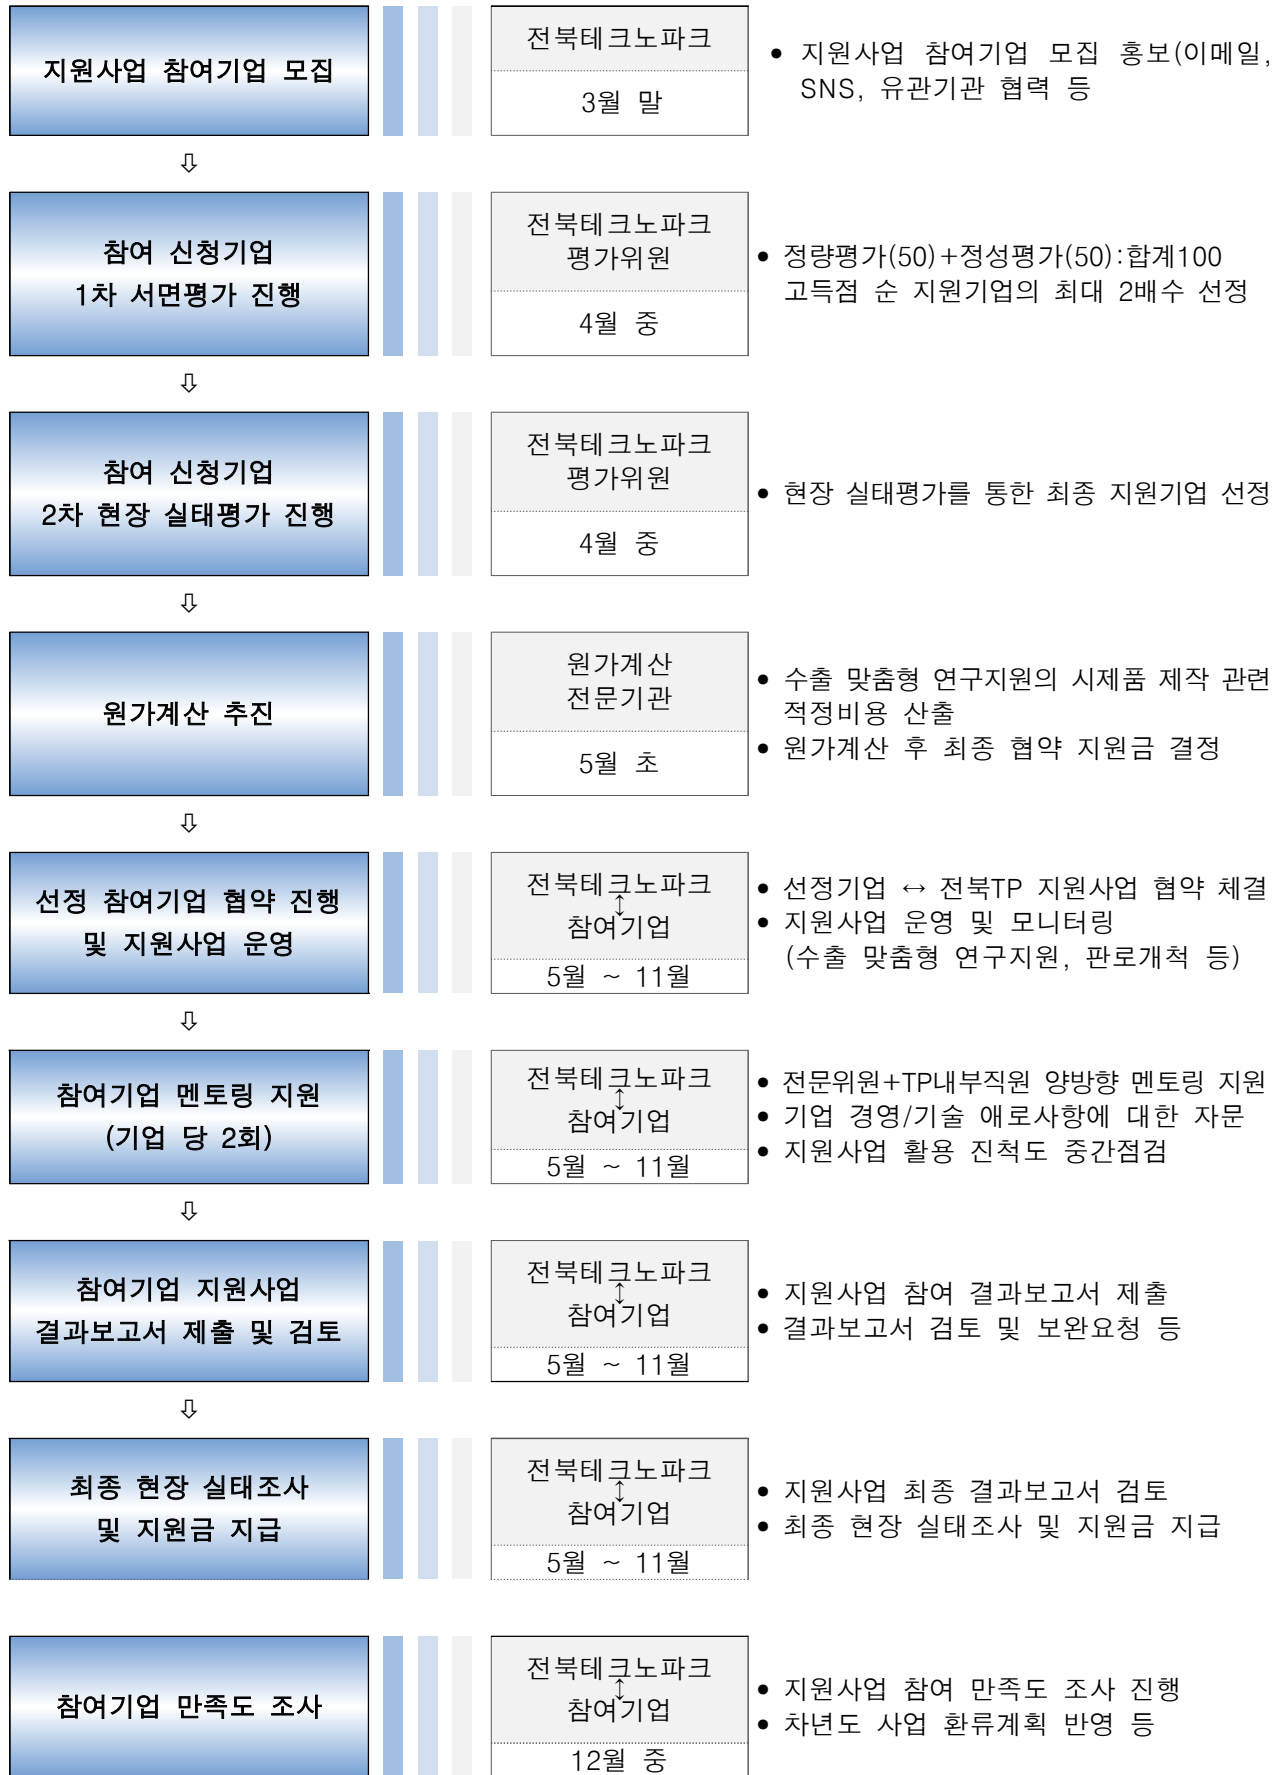 지원사업 참여기업 모집
전북테크노파크
3월 말
● 지원사업 참여기업 모집 홍보(이메일,
SNS, 유관기관 협력 등
⇩
참여 신청기업
1차 서면평가 진행
전북테크노파크
평가위원
4월 중
● 정량평가(50)+정성평가(50):합계100
고득점 순 지원기업의 최대 2배수 선정
⇩
참여 신청기업
2차 현장 실태평가 진행
전북테크노파크
평가위원
4월 중
● 현장 실태평가를 통한 최종 지원기업 선정
⇩
원가계산 추진
원가계산
전문기관
5월 초
● 수출 맞춤형 연구지원의 시제품 제작 관련
적정비용 산출
● 원가계산 후 최종 협약 지원금 결정
⇩
선정 참여기업 협약 진행
및 지원사업 운영
전북테크노파크
↕
참여기업
5월 ~ 11월
● 선정기업 ↔ 전북TP 지원사업 협약 체결
● 지원사업 운영 및 모니터링
(수출 맞춤형 연구지원, 판로개척 등)
⇩
참여기업 멘토링 지원
(기업 당 2회)
전북테크노파크
↕
참여기업
5월 ~ 11월
● 전문위원+TP내부직원 양방향 멘토링 지원
● 기업 경영/기술 애로사항에 대한 자문
● 지원사업 활용 진척도 중간점검
⇩
참여기업 지원사업
결과보고서 제출 및 검토
전북테크노파크
↕
참여기업
5월 ~ 11월
● 지원사업 참여 결과보고서 제출
● 결과보고서 검토 및 보완요청 등
⇩
최종 현장 실태조사
및 지원금 지급
전북테크노파크
↕
참여기업
5월 ~ 11월
● 지원사업 최종 결과보고서 검토
● 최종 현장 실태조사 및 지원금 지급
참여기업 만족도 조사
전북테크노파크
↕
참여기업
12월 중
● 지원사업 참여 만족도 조사 진행
● 차년도 사업 환류계획 반영 등